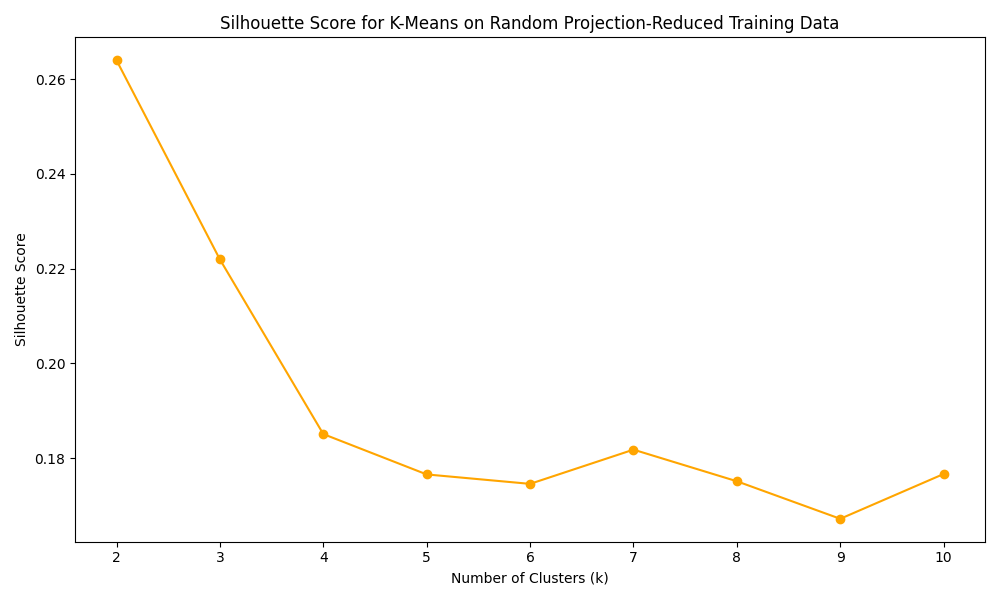 Silhouette Score for K-Means on Random Projection-Reduced Training Data
0.26
0.24
0.22
0.20
0.18
Silhouette Score
2 3 4 5 6 7 8 9 10
Number of Clusters (k)